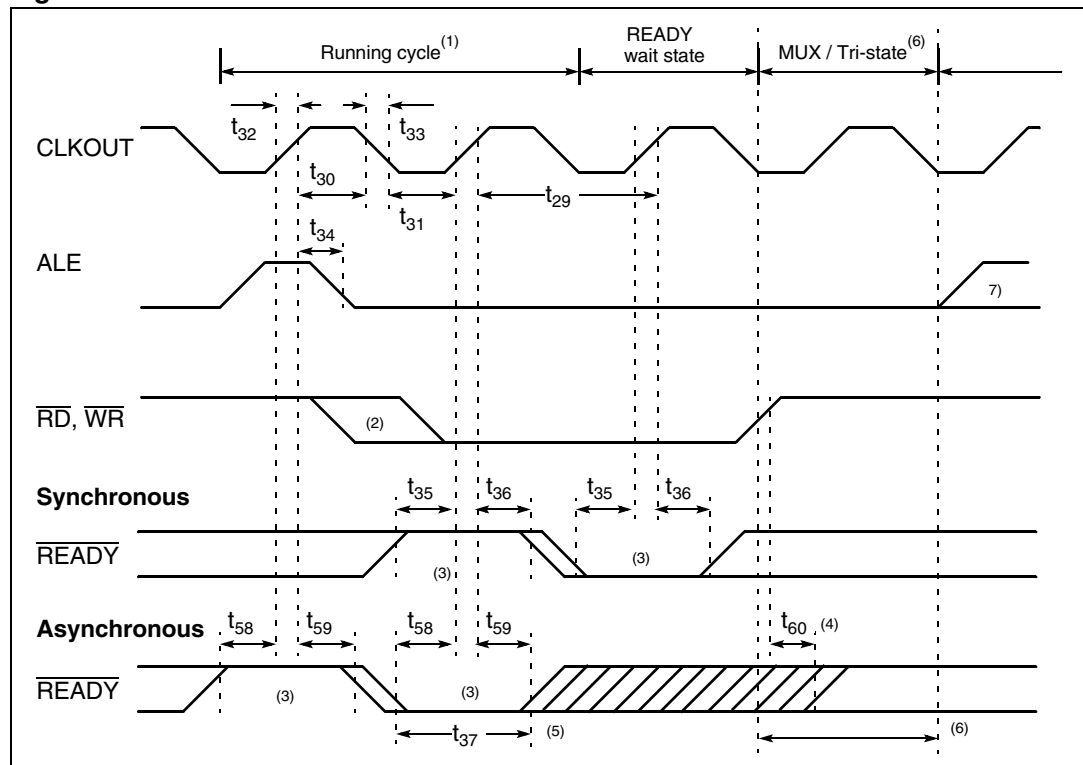 Running cycle(1)
READY
wait state
MUX / Tri-state(6)
t32
t33
CLKOUT
t30
t31
t29
t34
ALE
7)
RD, WR
(2)
Synchronous
t35
t36
t35
t36
READY
(3)
(3)
Asynchronous
t58
t59
t58
t59
t60
(4)
READY
(3)
(3)
t37
(5)
(6)